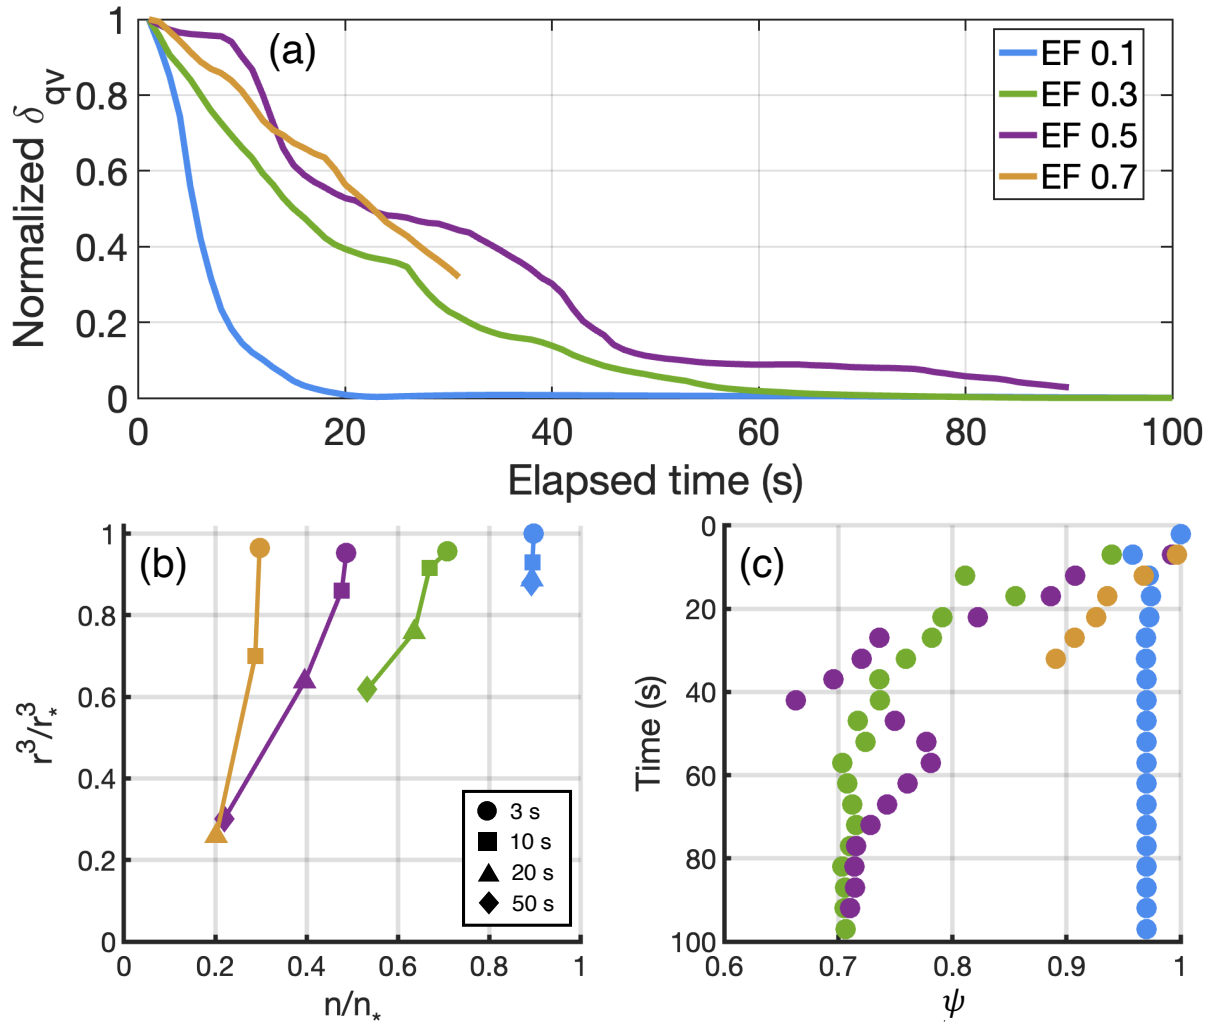 (a)
Normalized δqv
1
0.8
0.6
0.4
0.2
0
0 20 40 60 80 100
Elapsed time (s)
EF 0.1
EF 0.3
EF 0.5
EF 0.7
(b)
r³/r*³
1
0.8
0.6
0.4
0.2
0
0 0.2 0.4 0.6 0.8 1
n/n*
3 s
10 s
20 s
50 s
(c)
Time (s)
0
20
40
60
80
100
0.6 0.7 0.8 0.9 1
ψ